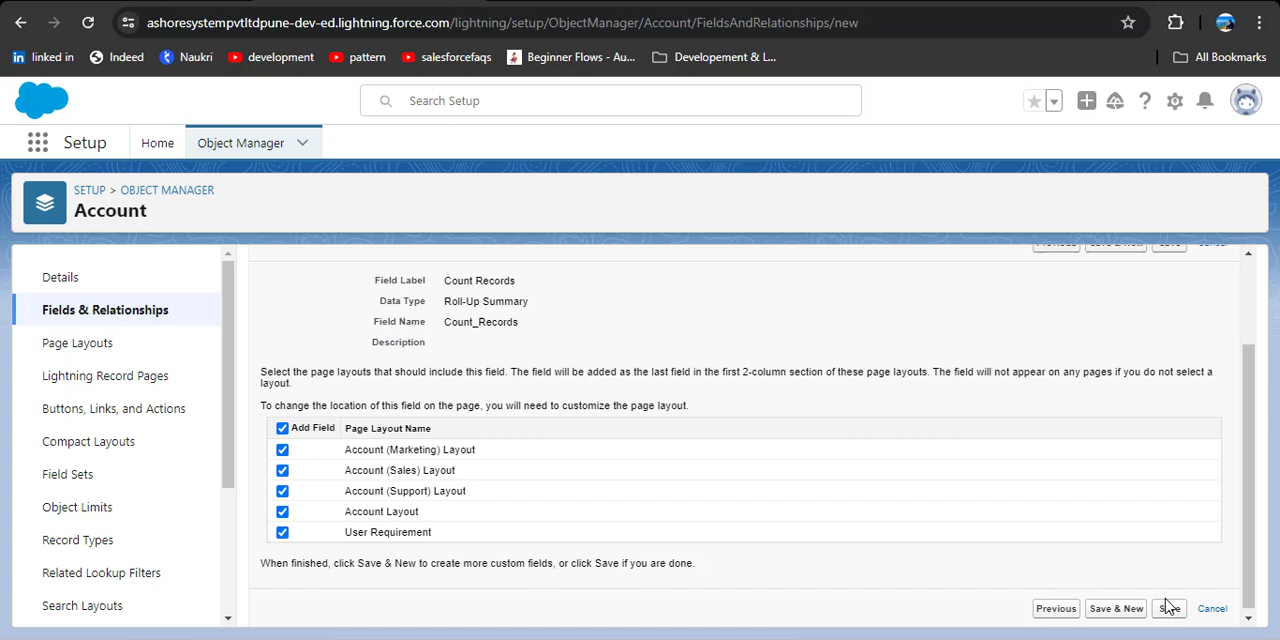 ashoresystempvtltdpune-dev-ed.lightning.force.com/lightning/setup/ObjectManager/Account/FieldsAndRelationships/new
linked in Indeed Naukri development pattern salesforcefaqs Beginner Flows - Au... Developement & L... All Bookmarks
Search Setup
Setup Home Object Manager
SETUP > OBJECT MANAGER
Account
Details
Fields & Relationships
Page Layouts
Lightning Record Pages
Buttons, Links, and Actions
Compact Layouts
Field Sets
Object Limits
Record Types
Related Lookup Filters
Search Layouts
Field Label Count Records
Data Type Roll-Up Summary
Field Name Count_Records
Description
Select the page layouts that should include this field. The field will be added as the last field in the first 2-column section of these page layouts. The field will not appear on any pages if you do not select a
layout.
To change the location of this field on the page, you will need to customize the page layout.
Add Field Page Layout Name
Account (Marketing) Layout
Account (Sales) Layout
Account (Support) Layout
Account Layout
User Requirement
When finished, click Save & New to create more custom fields, or click Save if you are done.
Previous Save & New Cancel